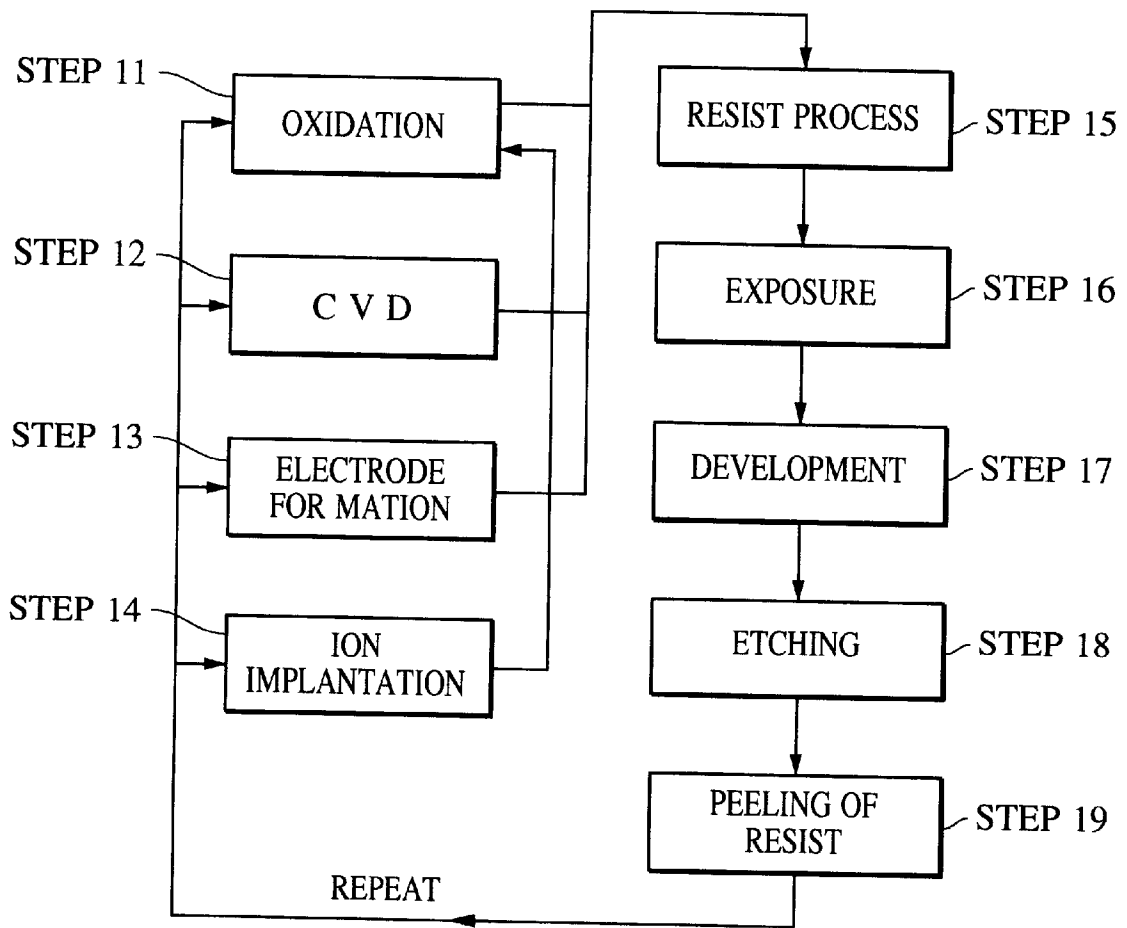 STEP 11
OXIDATION
STEP 12
C V D
STEP 13
ELECTRODE
FOR MATION
STEP 14
ION
IMPLANTATION
RESIST PROCESS
STEP 15
EXPOSURE
STEP 16
DEVELOPMENT
STEP 17
ETCHING
STEP 18
PEELING OF
RESIST
STEP 19
REPEAT